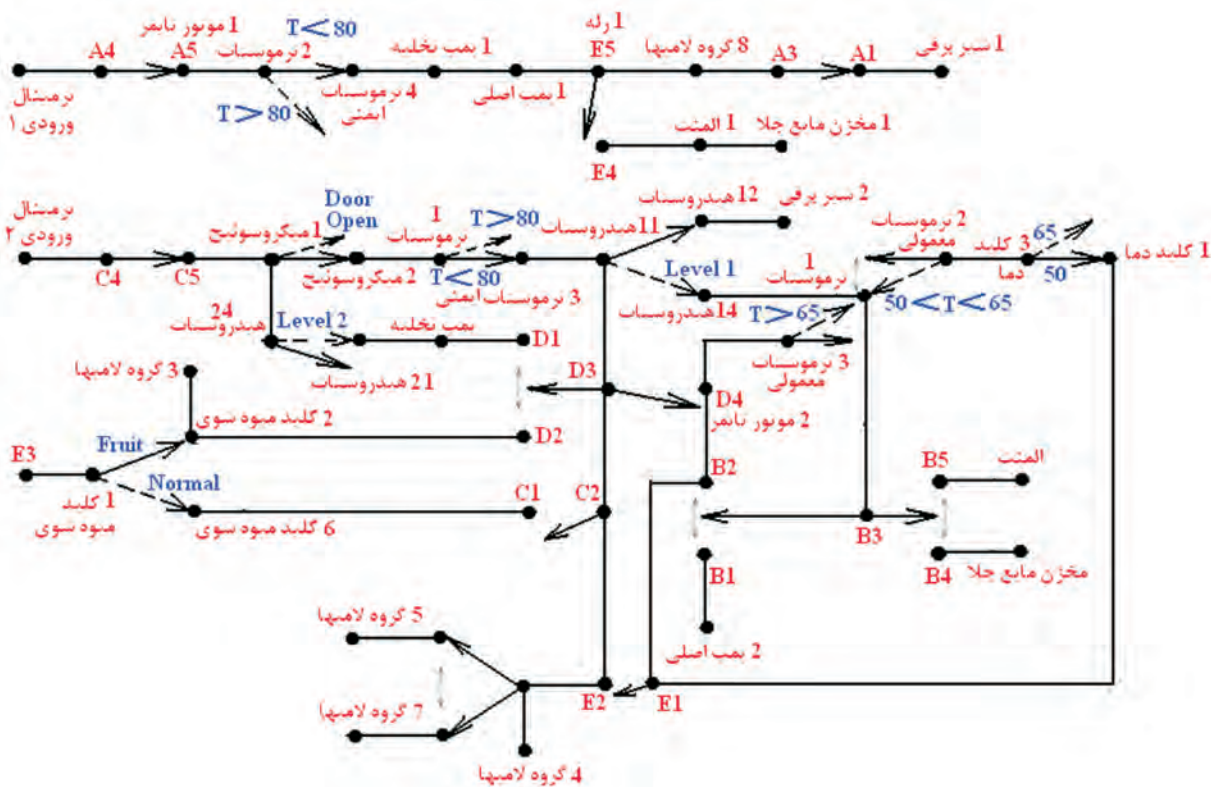 T<80
رله 1
موتور تایمر 1
A4
A5
ترموستات 2
پمپ تخلیه 1
E5
گروه لامپها 8
A3
A1
شیر برقی 1
ترمینال
ورودی ۱
T>80
ترموستات 4
ایمنی
پمپ اصلی 1
المنت 1
مخزن مایع جلا 1
E4
ترمینال
ورودی ۲
Door
Open
1
ترموستات
T>80
هیدروستات 12
شیر برقی 2
هیدروستات 11
ترموستات 2
معمولی
65
کلید 3
دما
50
کلید دما 1
میکروسوئیچ 1
C4
C5
میکروسوئیچ 2
T<80
ترموستات ایمنی 3
Level 1
1
ترموستات
هیدروستات 14
T>65
50<T<65
24
هیدروستات
Level 2
پمپ تخلیه
D1
ترموستات 3
معمولی
هیدروستات 21
گروه لامپها 3
D3
D4
موتور تایمر 2
کلید میوه شوی 2
D2
E3
Fruit
Normal
B2
B5
المنت
کلید 1
میوه شوی
کلید میوه شوی 6
C1
C2
B3
B1
B4
مخزن مایع جلا
گروه لامپها 5
پمپ اصلی 2
E2
E1
گروه لامپها 7
گروه لامپها 4